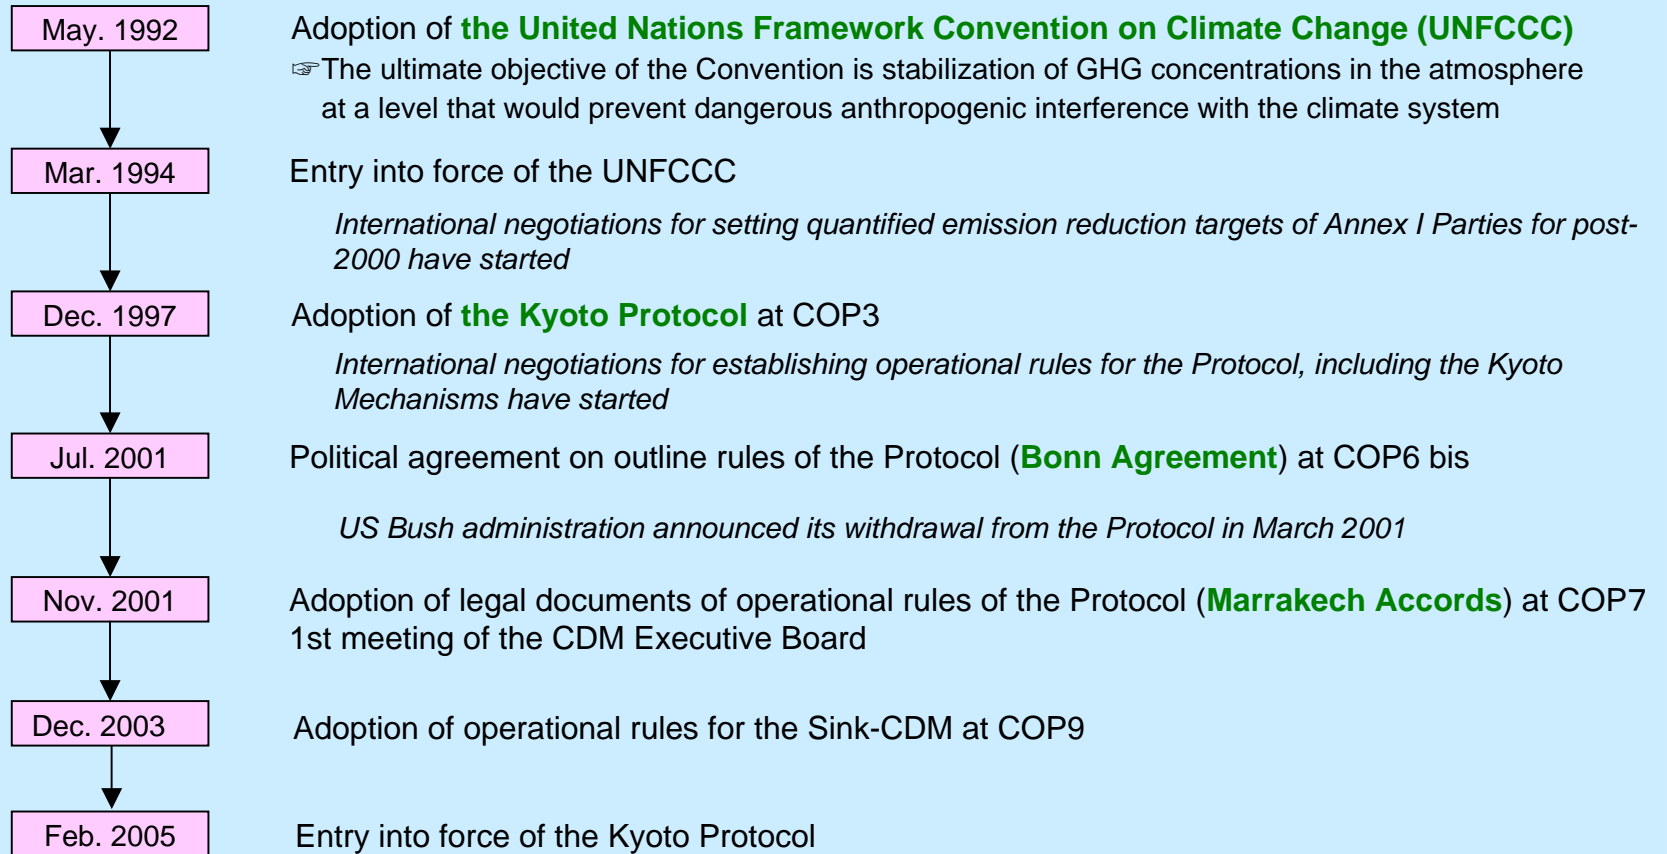 May. 1992
Adoption of the United Nations Framework Convention on Climate Change (UNFCCC)
☞The ultimate objective of the Convention is stabilization of GHG concentrations in the atmosphere
at a level that would prevent dangerous anthropogenic interference with the climate system
Mar. 1994
Entry into force of the UNFCCC
International negotiations for setting quantified emission reduction targets of Annex I Parties for post-
2000 have started
Dec. 1997
Adoption of the Kyoto Protocol at COP3
International negotiations for establishing operational rules for the Protocol, including the Kyoto
Mechanisms have started
Jul. 2001
Political agreement on outline rules of the Protocol (Bonn Agreement) at COP6 bis
US Bush administration announced its withdrawal from the Protocol in March 2001
Nov. 2001
Adoption of legal documents of operational rules of the Protocol (Marrakech Accords) at COP7
1st meeting of the CDM Executive Board
Dec. 2003
Adoption of operational rules for the Sink-CDM at COP9
Feb. 2005
Entry into force of the Kyoto Protocol